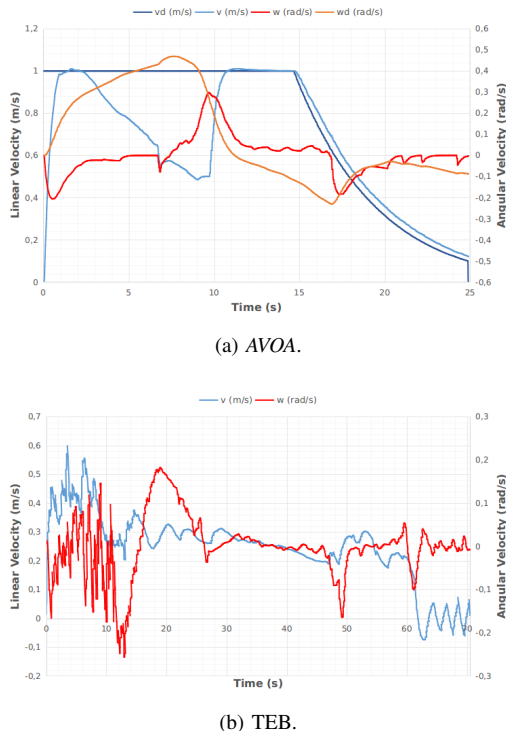 vd (m/s) v (m/s) w (rad/s) wd (rad/s)
1,2 0,6
1 0,5
0,8 0,4
0,6 0,3
0,4 0,2
0,2 0,1
0 0
-0,1
-0,2
-0,3
-0,4
-0,5
-0,6
Linear Velocity (m/s)
Angular Velocity (rad/s)
0 5 10 15 20 25
Time (s)
(a) AVOA.
v (m/s) w (rad/s)
0,7 0,3
0,6 0,2
0,5 0,1
0,4 0
0,3 -0,1
0,2 -0,2
0,1 -0,3
0
-0,1
-0,2
Linear Velocity (m/s)
Angular Velocity (rad/s)
0 10 20 30 40 50 60 70
Time (s)
(b) TEB.